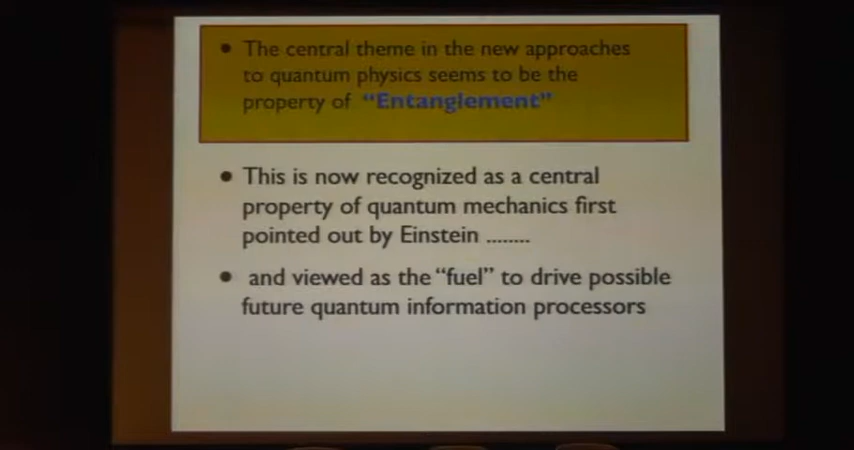 • The central theme in the new approaches
to quantum physics seems to be the
property of "Entanglement"
• This is now recognized as a central
property of quantum mechanics first
pointed out by Einstein ........
• and viewed as the "fuel" to drive possible
future quantum information processors